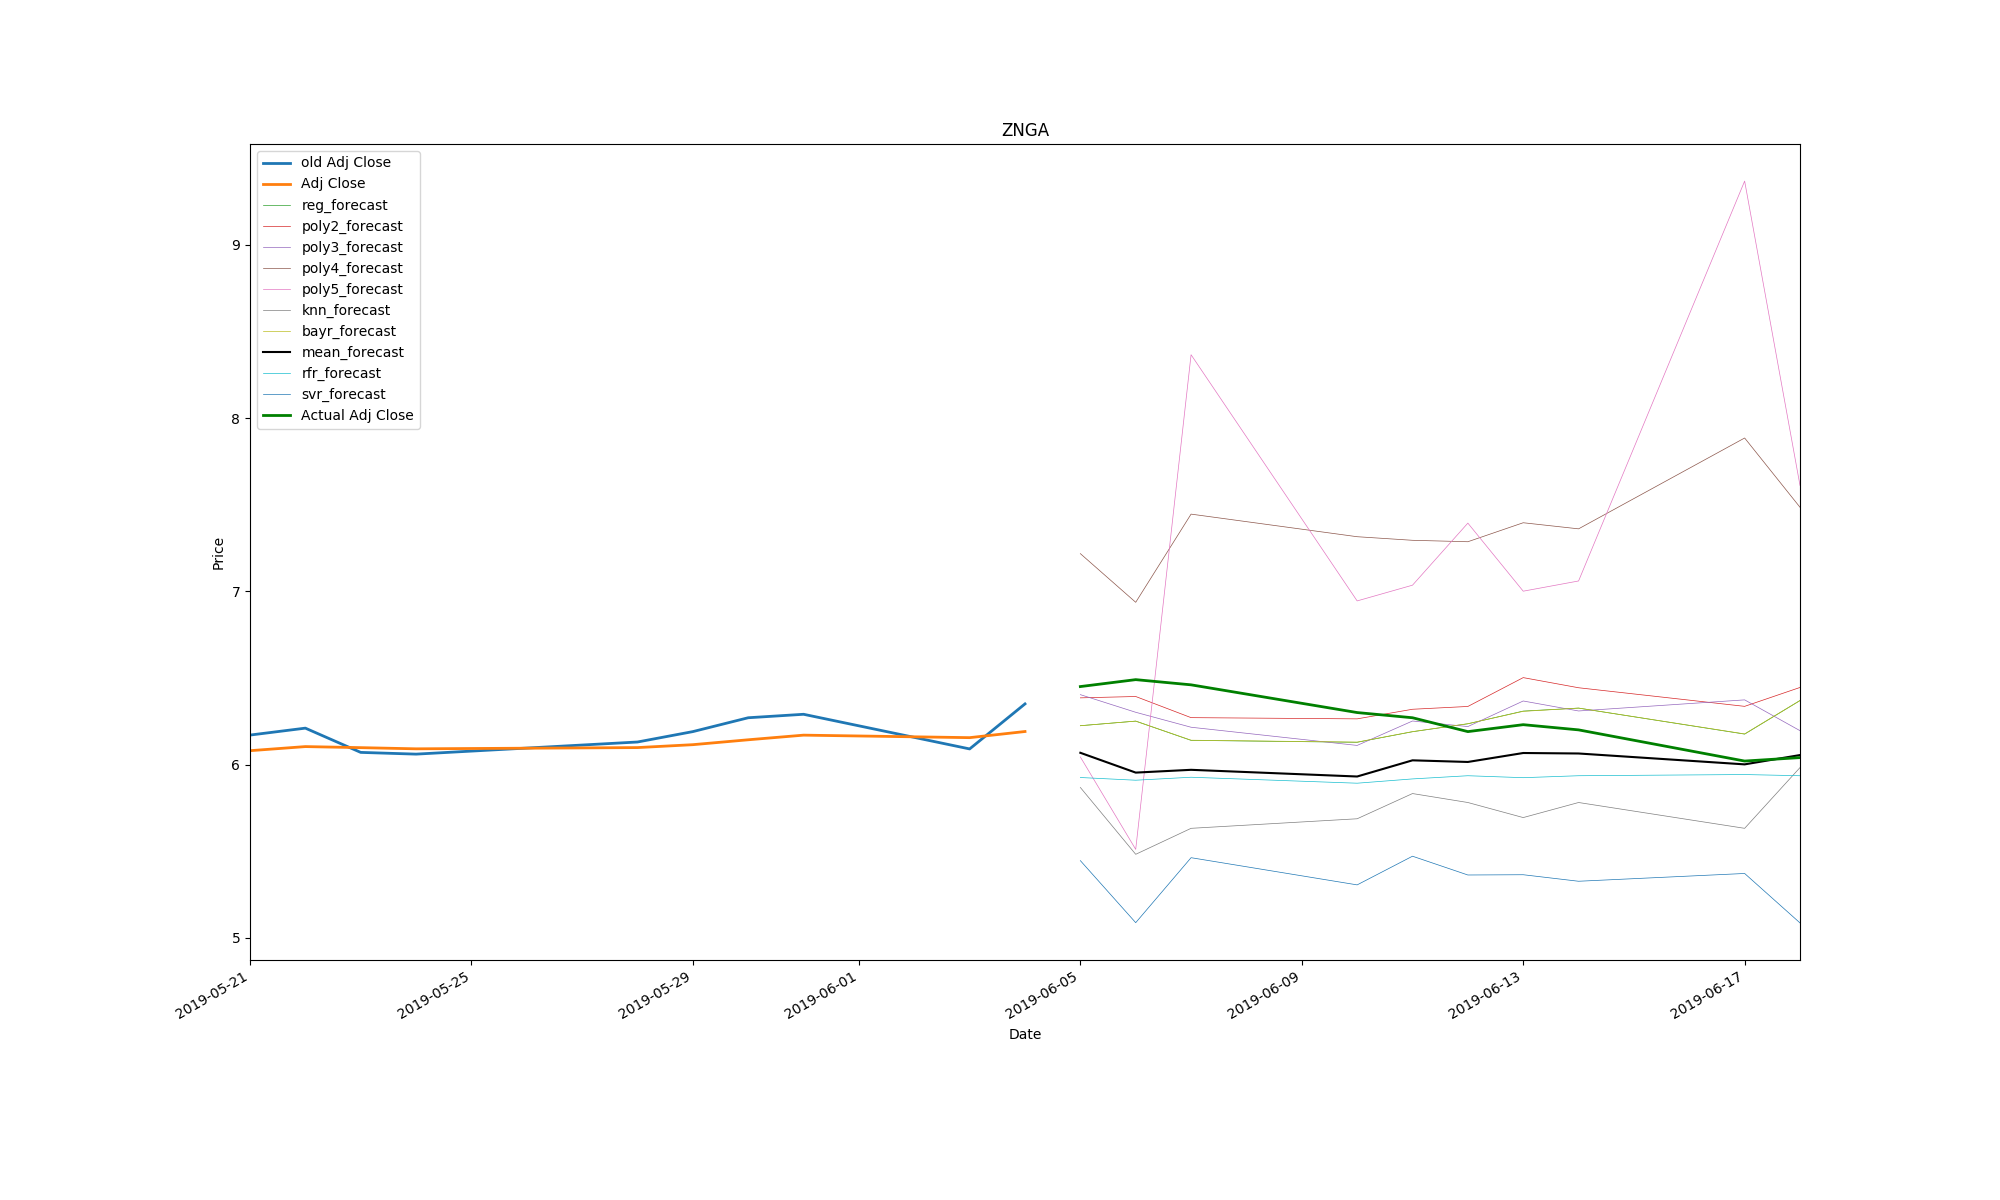 ZNGA
old Adj Close
Adj Close
reg_forecast
poly2_forecast
poly3_forecast
poly4_forecast
poly5_forecast
knn_forecast
bayr_forecast
mean_forecast
rfr_forecast
svr_forecast
Actual Adj Close
Price
9
8
7
6
5
2019-05-21
2019-05-25
2019-05-29
2019-06-01
2019-06-05
2019-06-09
2019-06-13
2019-06-17
Date